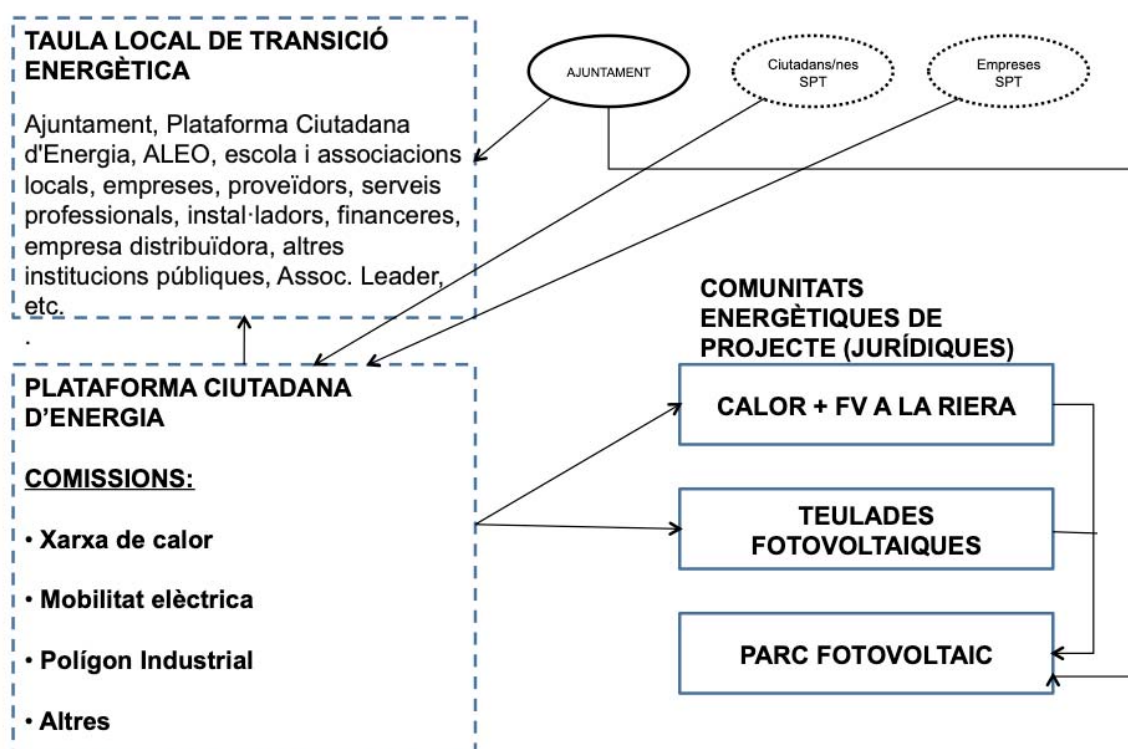 TAULA LOCAL DE TRANSICIÓ
ENERGÈTICA
Ajuntament, Plataforma Ciutadana
d'Energia, ALEO, escola i associacions
locals, empreses, proveïdors, serveis
professionals, instal·ladors, financeres,
empresa distribuïdora, altres
institucions públiques, Assoc. Leader,
etc.
.
AJUNTAMENT
Ciutadans/nes
SPT
Empreses
SPT
PLATAFORMA CIUTADANA
D’ENERGIA
COMISSIONS:
• Xarxa de calor
• Mobilitat elèctrica
• Polígon Industrial
• Altres
COMUNITATS
ENERGÈTIQUES DE
PROJECTE (JURÍDIQUES)
CALOR + FV A LA RIERA
TEULADES
FOTOVOLTAIQUES
PARC FOTOVOLTAIC